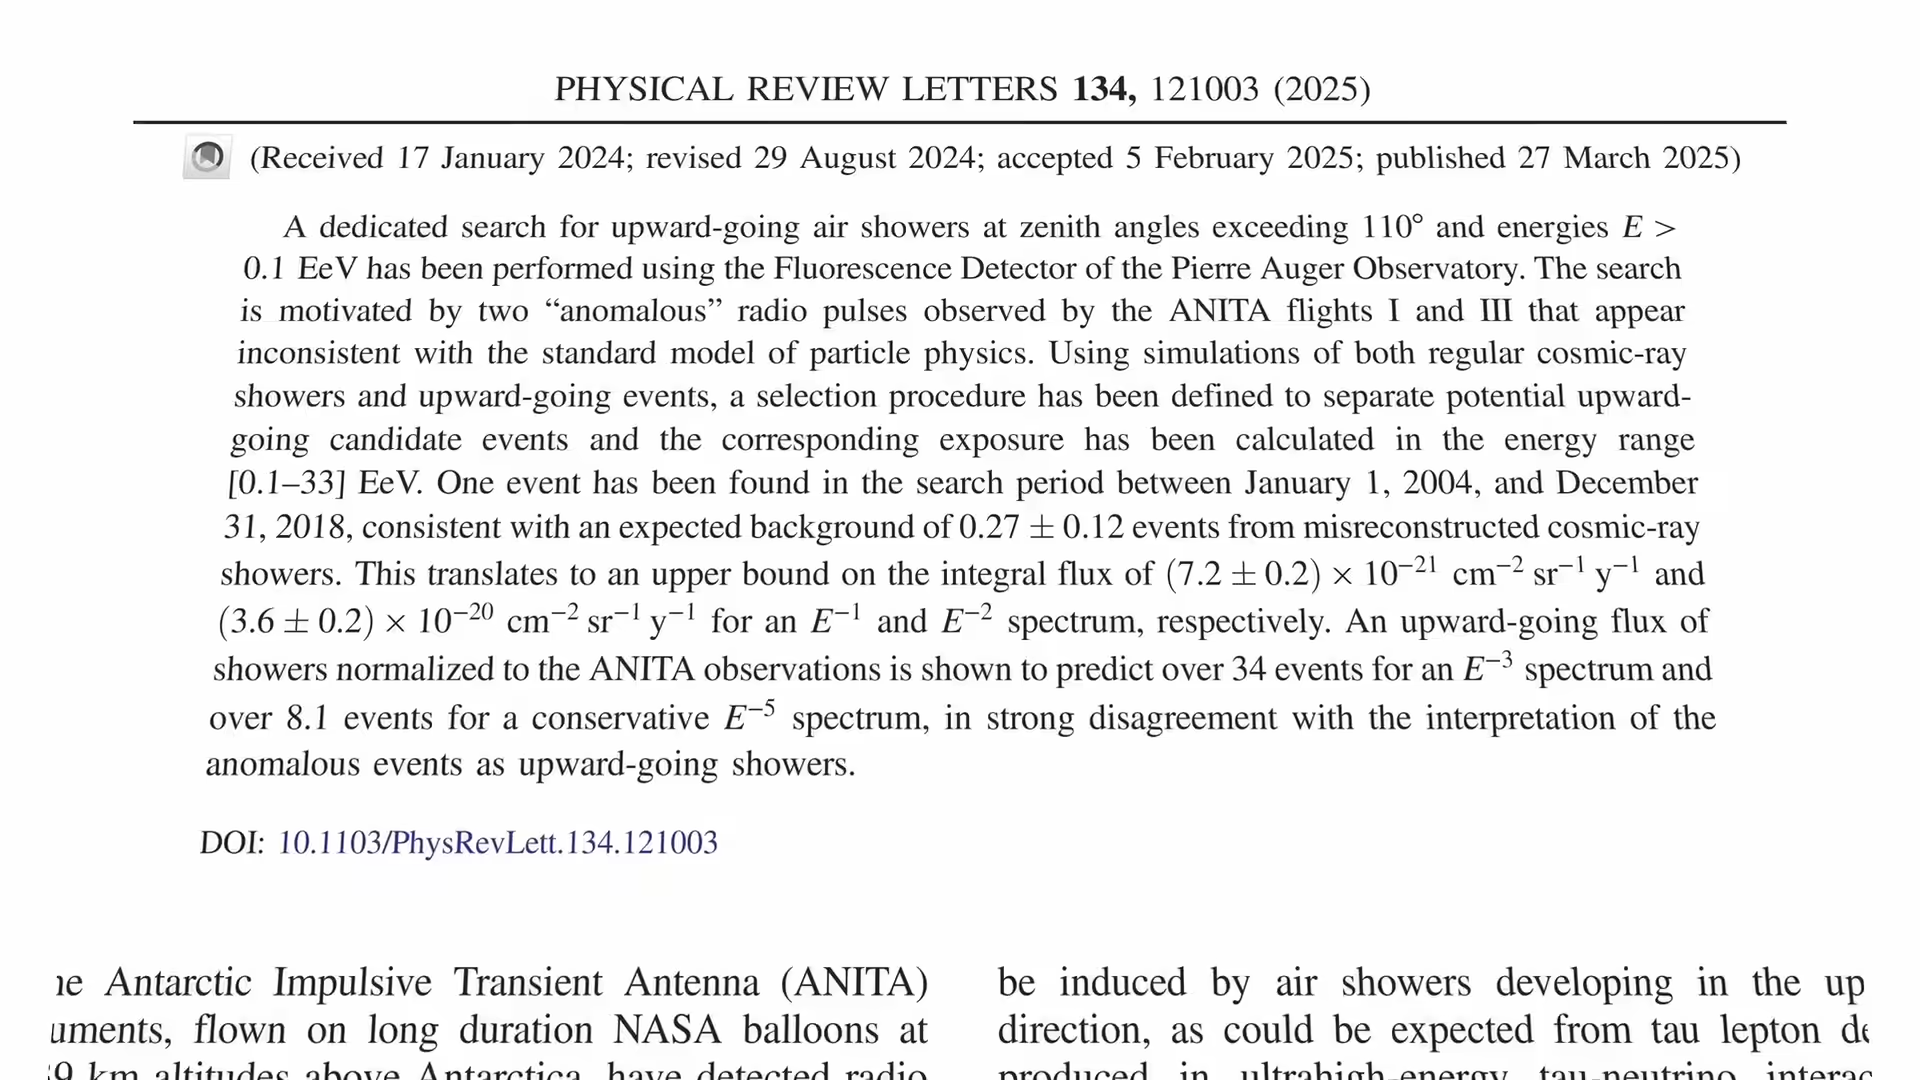 PHYSICAL REVIEW LETTERS 134, 121003 (2025)
(Received 17 January 2024; revised 29 August 2024; accepted 5 February 2025; published 27 March 2025)
A dedicated search for upward-going air showers at zenith angles exceeding 110° and energies E >
0.1 EeV has been performed using the Fluorescence Detector of the Pierre Auger Observatory. The search
is motivated by two “anomalous” radio pulses observed by the ANITA flights I and III that appear
inconsistent with the standard model of particle physics. Using simulations of both regular cosmic-ray
showers and upward-going events, a selection procedure has been defined to separate potential upward-
going candidate events and the corresponding exposure has been calculated in the energy range
[0.1–33] EeV. One event has been found in the search period between January 1, 2004, and December
31, 2018, consistent with an expected background of 0.27 ± 0.12 events from misreconstructed cosmic-ray
showers. This translates to an upper bound on the integral flux of (7.2 ± 0.2) × 10⁻²¹ cm⁻² sr⁻¹ y⁻¹ and
(3.6 ± 0.2) × 10⁻²⁰ cm⁻² sr⁻¹ y⁻¹ for an E⁻¹ and E⁻² spectrum, respectively. An upward-going flux of
showers normalized to the ANITA observations is shown to predict over 34 events for an E⁻³ spectrum and
over 8.1 events for a conservative E⁻⁵ spectrum, in strong disagreement with the interpretation of the
anomalous events as upward-going showers.
DOI: 10.1103/PhysRevLett.134.121003
Antarctic Impulsive Transient Antenna (ANITA)
flown on long duration NASA balloons at
km altitudes above Antarctica, have detected radio
be induced by air showers developing in the up
direction, as could be expected from tau lepton
produced in ultrahigh-energy tau-neutrino